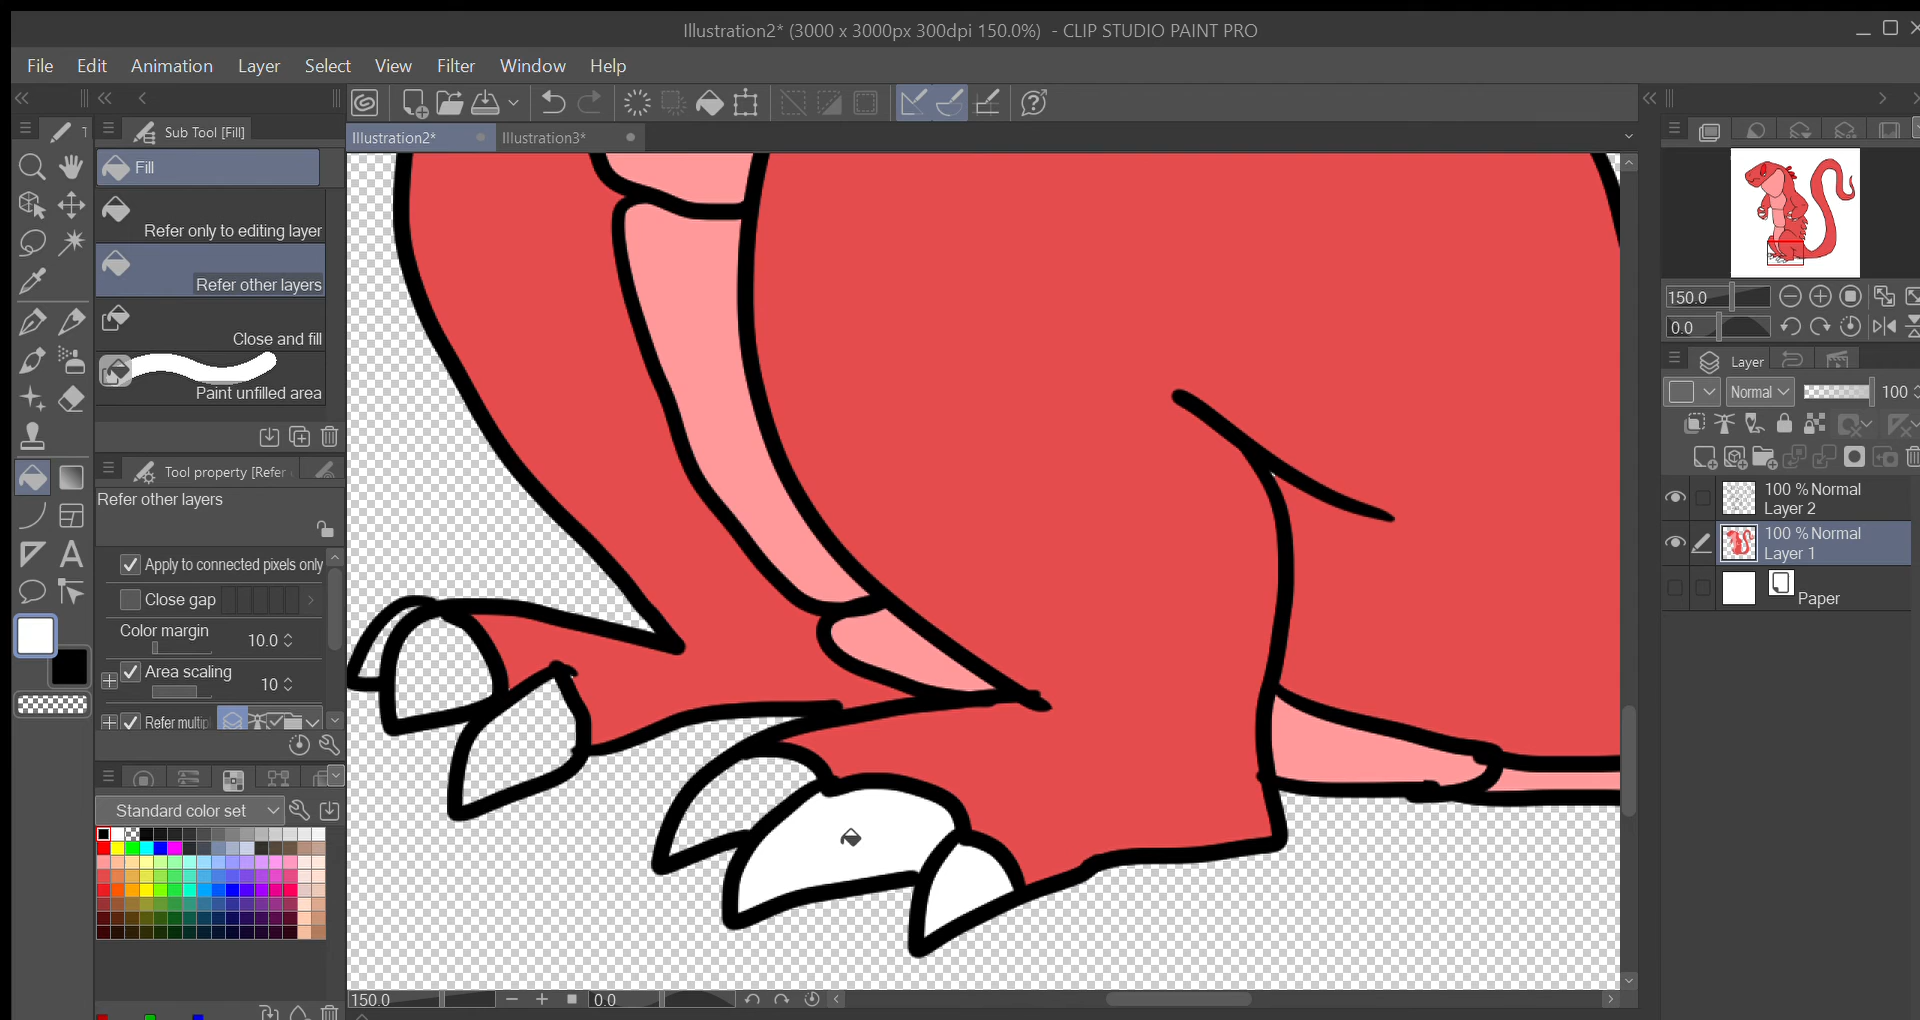 Illustration2* (3000 x 3000px 300dpi 150.0%) - CLIP STUDIO PAINT PRO
File Edit Animation Layer Select View Filter Window Help
Sub Tool [Fill]
Illustration2* Illustration3*
Fill
Refer only to editing layer
Refer other layers
Close and fill
Paint unfilled area
Tool property [Refer
Refer other layers
Apply to connected pixels only
Close gap
Color margin 10.0
Area scaling 10
Refer multip
Standard color set
150.0 0.0
150.0
0.0
Layer
Normal 100
100 % Normal
Layer 2
100 % Normal
Layer 1
Paper